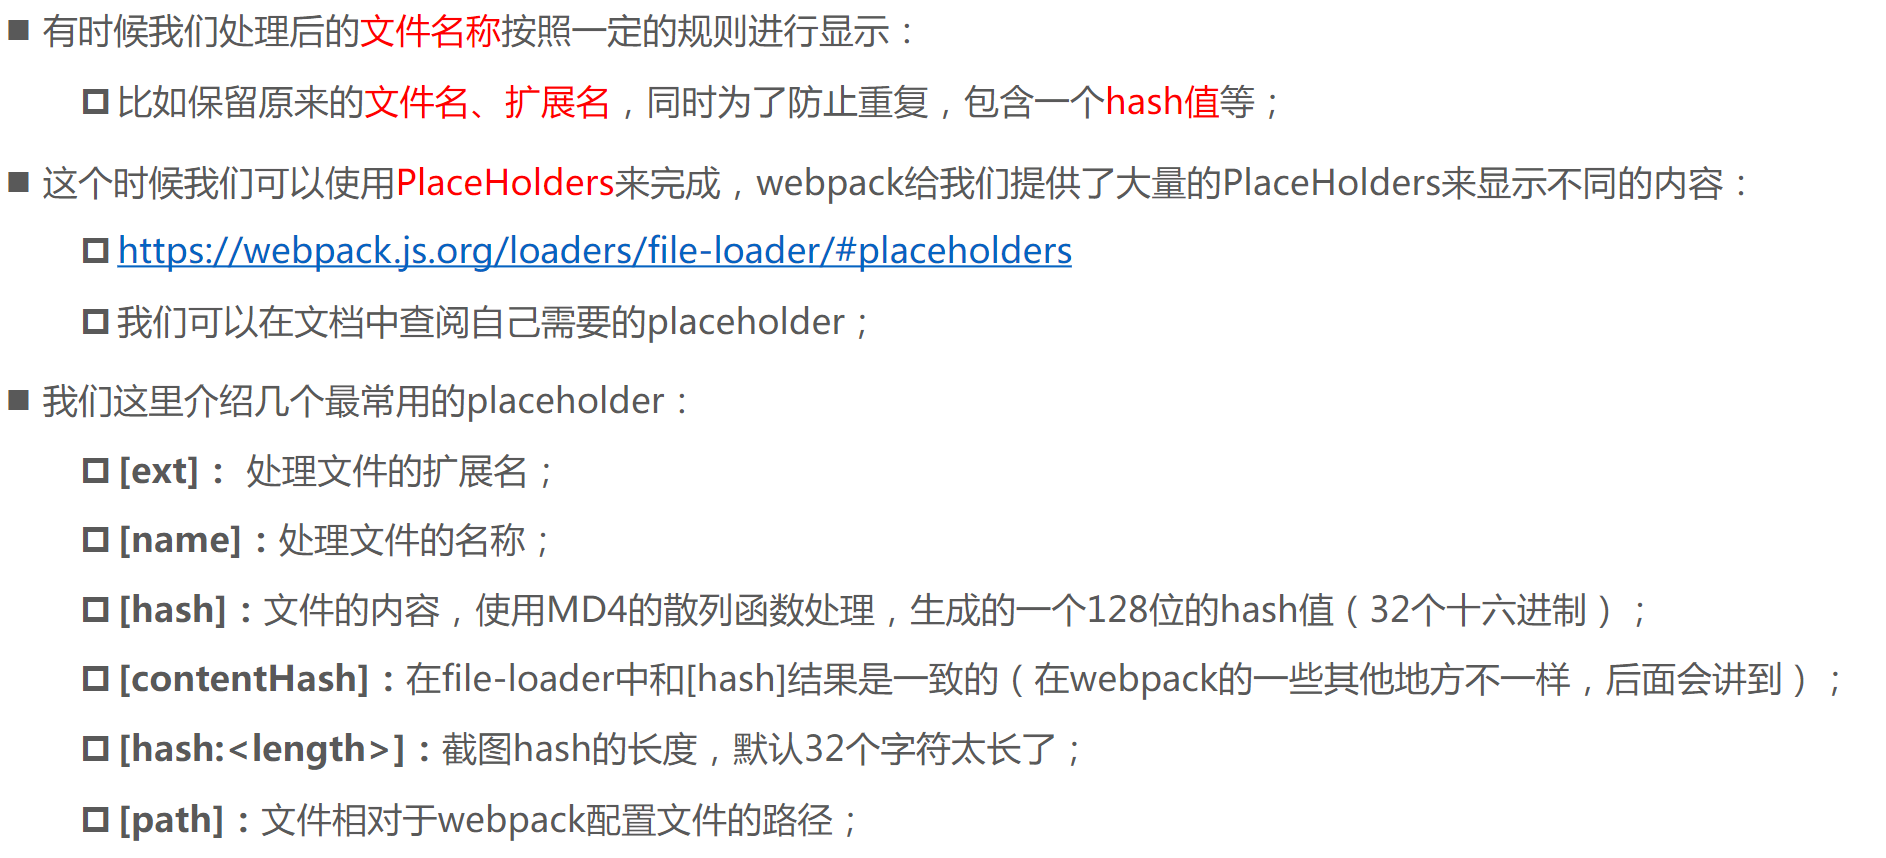 ■ 有时候我们处理后的文件名称按照一定的规则进行显示：
□ 比如保留原来的文件名、扩展名，同时为了防止重复，包含一个hash值等；
■ 这个时候我们可以使用PlaceHolders来完成，webpack给我们提供了大量的PlaceHolders来显示不同的内容：
□ https://webpack.js.org/loaders/file-loader/#placeholders
□ 我们可以在文档中查阅自己需要的placeholder；
■ 我们这里介绍几个最常用的placeholder：
□ [ext]： 处理文件的扩展名；
□ [name]：处理文件的名称；
□ [hash]：文件的内容，使用MD4的散列函数处理，生成的一个128位的hash值（32个十六进制）；
□ [contentHash]：在file-loader中和[hash]结果是一致的（在webpack的一些其他地方不一样，后面会讲到）；
□ [hash:<length>]：截图hash的长度，默认32个字符太长了；
□ [path]：文件相对于webpack配置文件的路径；